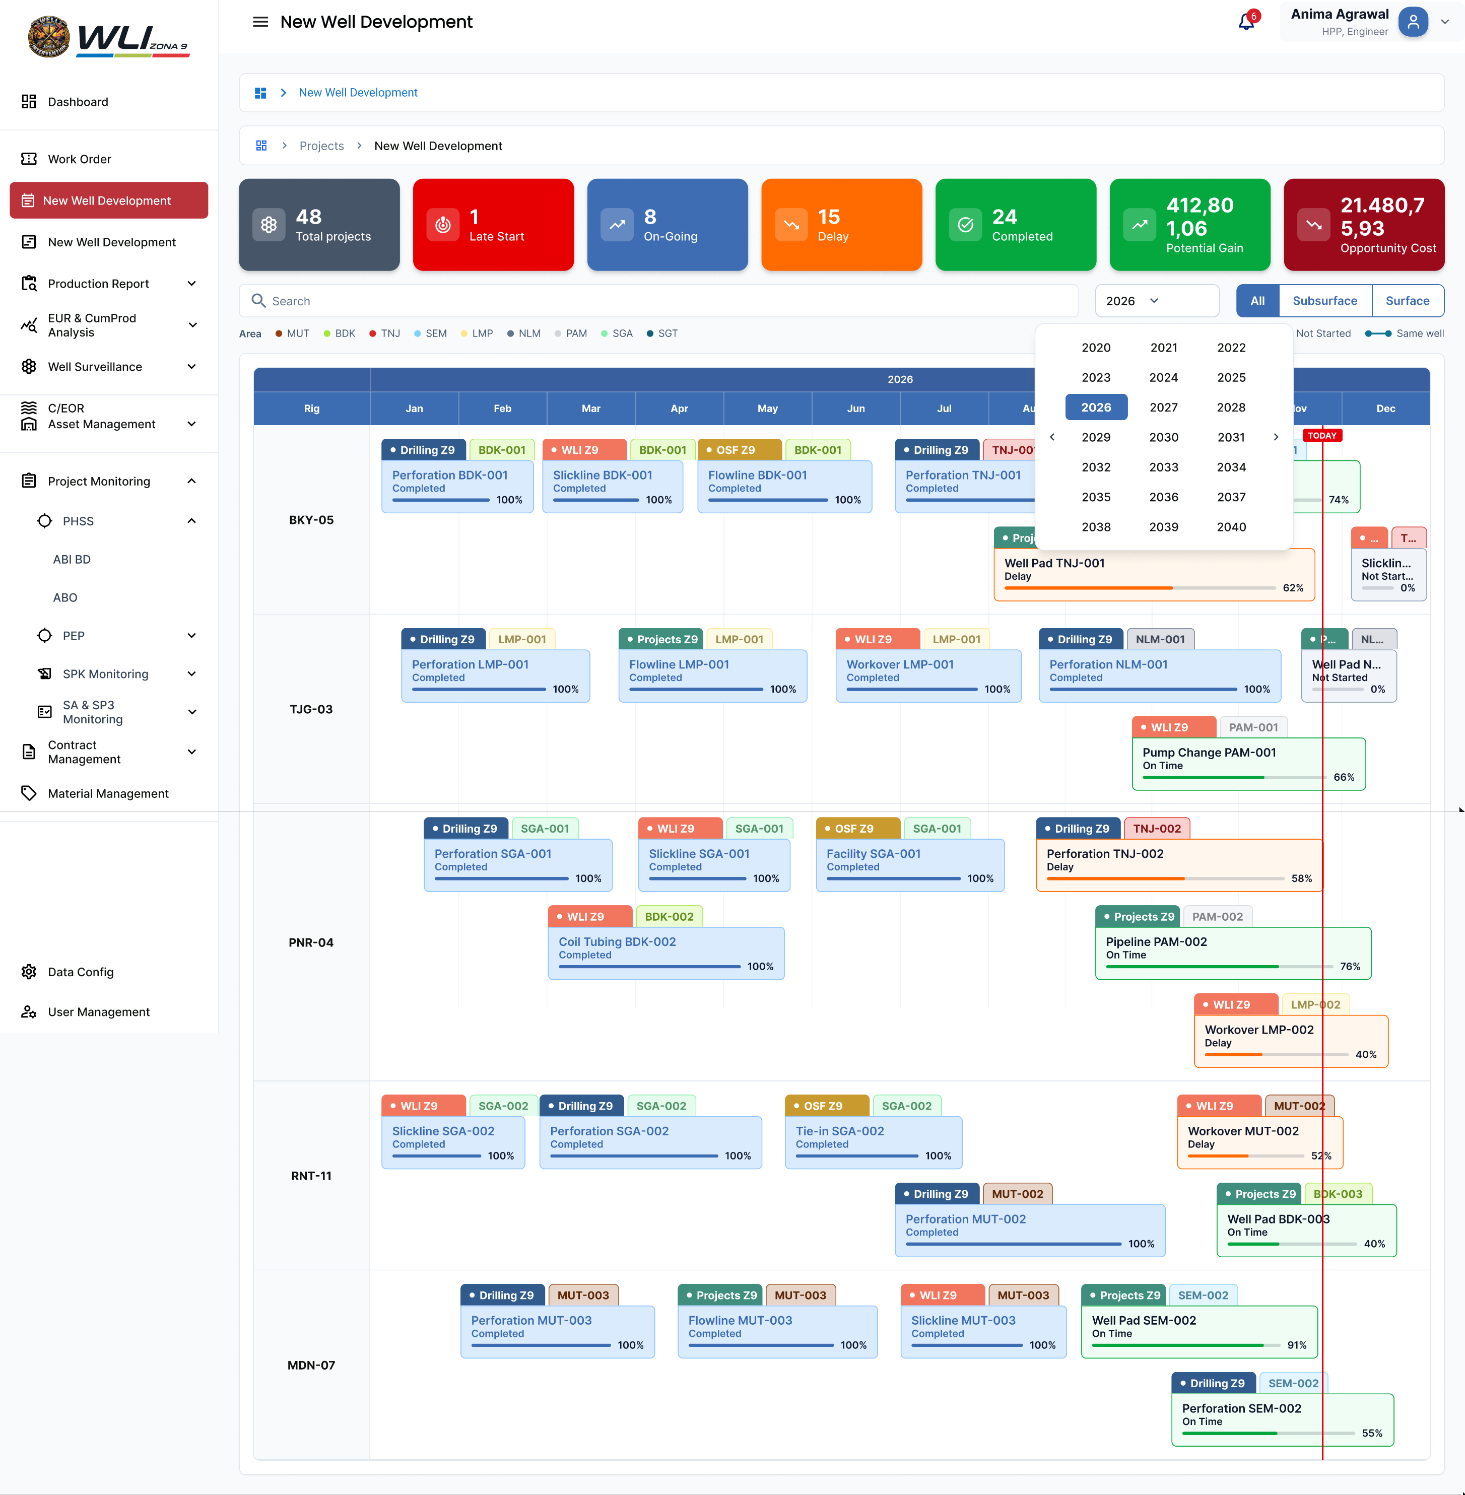 WLI ZONA 9
New Well Development
6
Anima Agrawal
HPP, Engineer
Dashboard
Work Order
New Well Development
New Well Development
Production Report
EUR & CumProd
Analysis
Well Surveillance
C/EOR
Asset Management
Project Monitoring
PHSS
ABI BD
ABO
PEP
SPK Monitoring
SA & SP3
Monitoring
Contract
Management
Material Management
Data Config
User Management
New Well Development
Projects
New Well Development
48
Total projects
1
Late Start
8
On-Going
15
Delay
24
Completed
412,80
1,06
Potential Gain
21.480,7
5,93
Opportunity Cost
Search
2026
All
Subsurface
Surface
Area MUT BDK TNJ SEM LMP NLM PAM SGA SGT
Not Started Same well
2020 2021 2022
2023 2024 2025
2026 2027 2028
2029 2030 2031
2032 2033 2034
2035 2036 2037
2038 2039 2040
2026
Rig Jan Feb Mar Apr May Jun Jul Dec
TODAY
BKY-05
Drilling Z9 BDK-001
Perforation BDK-001
Completed
100%
WLI Z9 BDK-001
Slickline BDK-001
Completed
100%
OSF Z9 BDK-001
Flowline BDK-001
Completed
100%
Drilling Z9 TNJ-001
Perforation TNJ-001
Completed
74%
Well Pad TNJ-001
Delay
62%
... T...
Slicklin...
Not Start...
0%
TJG-03
Drilling Z9 LMP-001
Perforation LMP-001
Completed
100%
Projects Z9 LMP-001
Flowline LMP-001
Completed
100%
WLI Z9 LMP-001
Workover LMP-001
Completed
100%
Drilling Z9 NLM-001
Perforation NLM-001
Completed
100%
P... NL...
Well Pad N...
Not Started
0%
WLI Z9 PAM-001
Pump Change PAM-001
On Time
66%
PNR-04
Drilling Z9 SGA-001
Perforation SGA-001
Completed
100%
WLI Z9 SGA-001
Slickline SGA-001
Completed
100%
OSF Z9 SGA-001
Facility SGA-001
Completed
100%
Drilling Z9 TNJ-002
Perforation TNJ-002
Delay
58%
WLI Z9 BDK-002
Coil Tubing BDK-002
Completed
100%
Projects Z9 PAM-002
Pipeline PAM-002
On Time
76%
WLI Z9 LMP-002
Workover LMP-002
Delay
40%
RNT-11
WLI Z9 SGA-002
Slickline SGA-002
Completed
100%
Drilling Z9 SGA-002
Perforation SGA-002
Completed
100%
OSF Z9 SGA-002
Tie-in SGA-002
Completed
100%
WLI Z9 MUT-002
Workover MUT-002
Delay
52%
Drilling Z9 MUT-002
Perforation MUT-002
Completed
100%
Projects Z9 BDK-003
Well Pad BDK-003
On Time
40%
MDN-07
Drilling Z9 MUT-003
Perforation MUT-003
Completed
100%
Projects Z9 MUT-003
Flowline MUT-003
Completed
100%
WLI Z9 MUT-003
Slickline MUT-003
Completed
100%
Projects Z9 SEM-002
Well Pad SEM-002
On Time
91%
Drilling Z9 SEM-002
Perforation SEM-002
On Time
55%